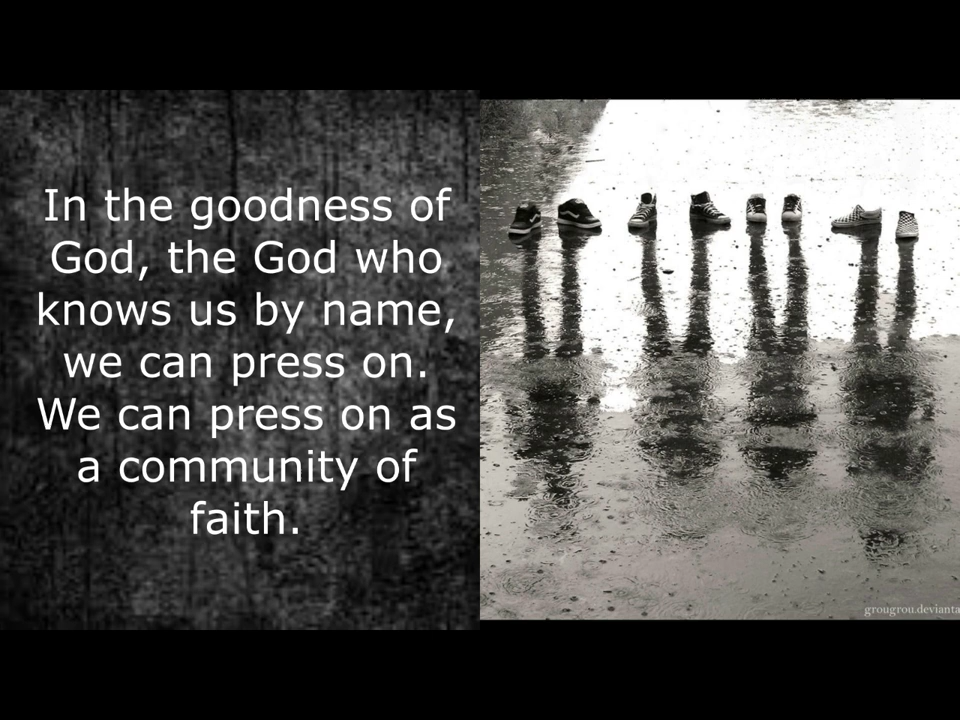 In the goodness of
God, the God who
knows us by name,
we can press on.
We can press on as
a community of
faith.
grougrou.devianta